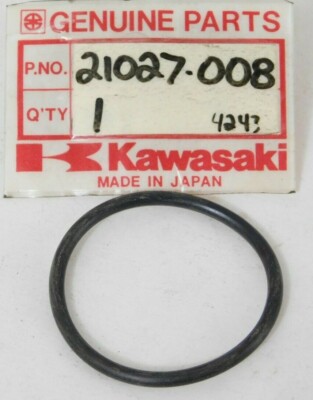 GENUINE PARTS
P.NO. 21027-008
Q'TY 1 4243
Kawasaki
MADE IN JAPAN